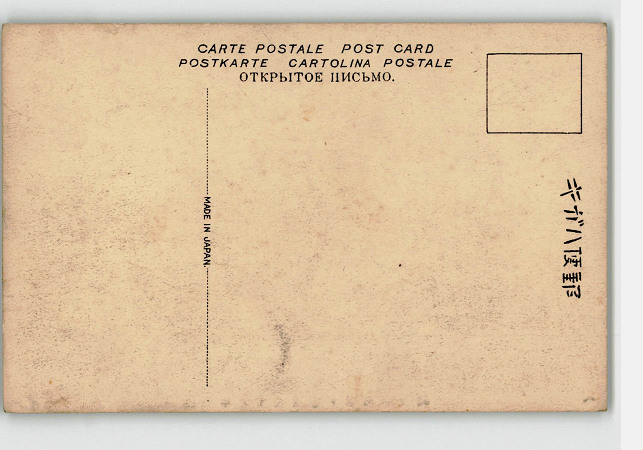 CARTE POSTALE POST CARD
POSTKARTE CARTOLINA POSTALE
ОТКРЫТОЕ ПИСЬМО.
MADE IN JAPAN.
キガハ便郵